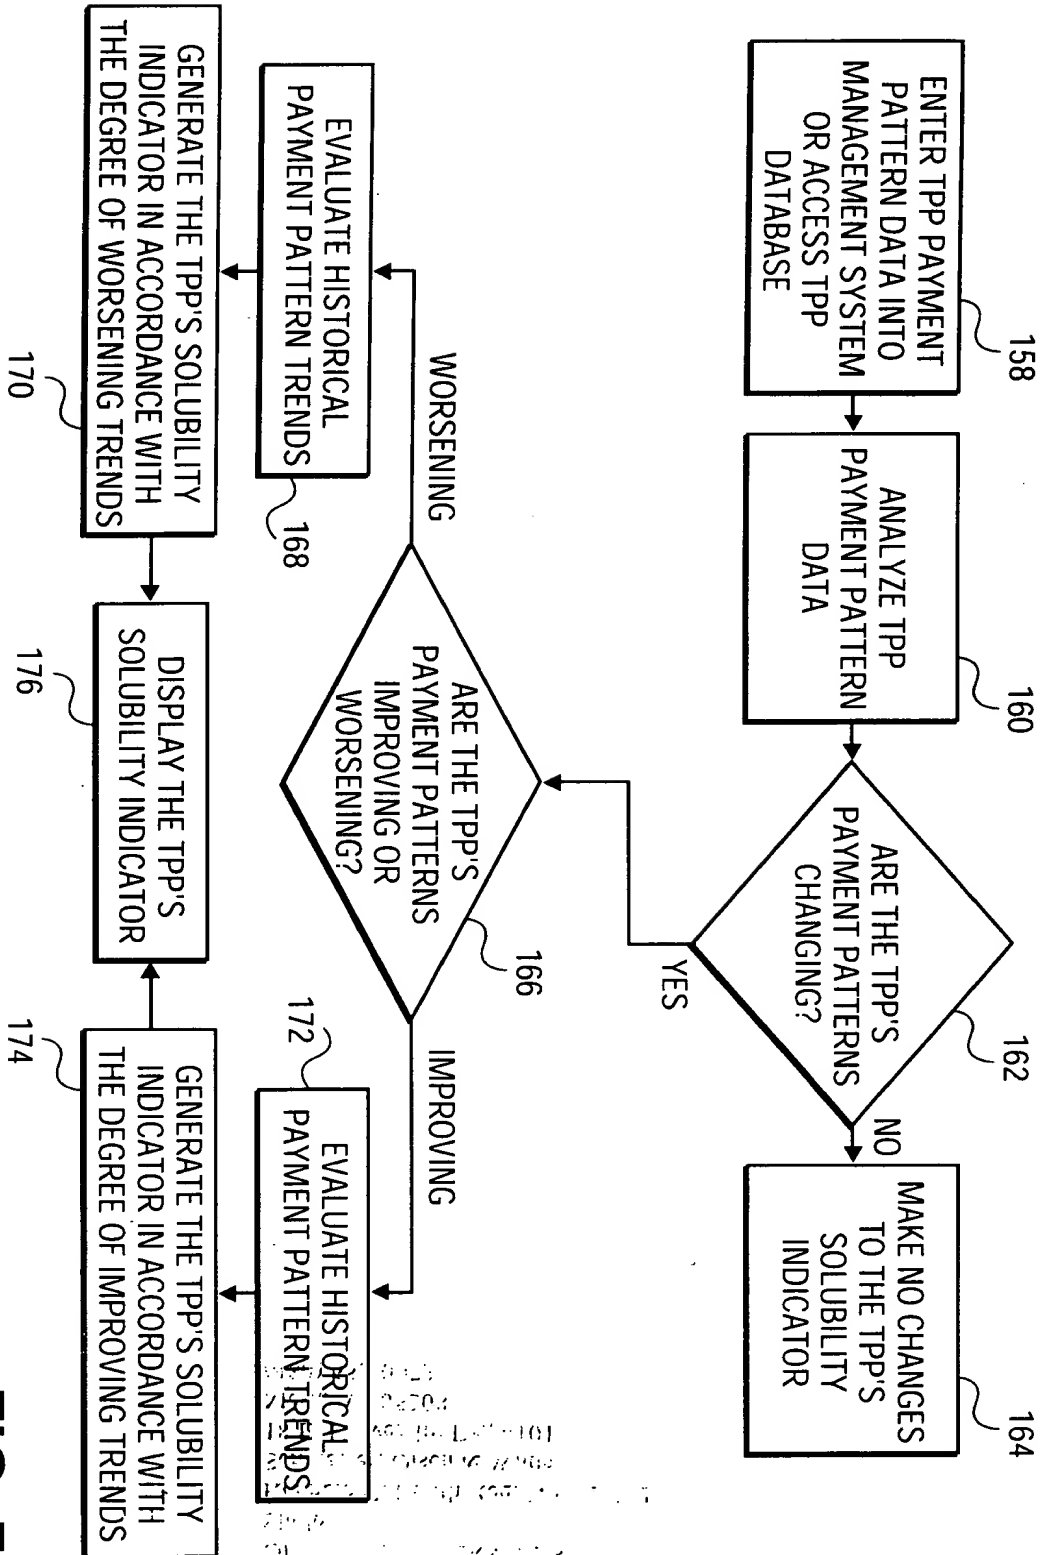 ENTER TPP PAYMENT
PATTERN DATA INTO
MANAGEMENT SYSTEM
OR ACCESS TPP
DATABASE
158
ANALYZE TPP
PAYMENT PATTERN
DATA
160
ARE THE TPP'S
PAYMENT PATTERNS
CHANGING?
162
NO
MAKE NO CHANGES
TO THE TPP'S
SOLUBILITY
INDICATOR
164
YES
ARE THE TPP'S
PAYMENT PATTERNS
IMPROVING OR
WORSENING?
166
WORSENING
EVALUATE HISTORICAL
PAYMENT PATTERN TRENDS
168
GENERATE THE TPP'S SOLUBILITY
INDICATOR IN ACCORDANCE WITH
THE DEGREE OF WORSENING TRENDS
170
IMPROVING
172
EVALUATE HISTORICAL
PAYMENT PATTERN TRENDS
GENERATE THE TPP'S SOLUBILITY
INDICATOR IN ACCORDANCE WITH
THE DEGREE OF IMPROVING TRENDS
174
DISPLAY THE TPP'S
SOLUBILITY INDICATOR
176